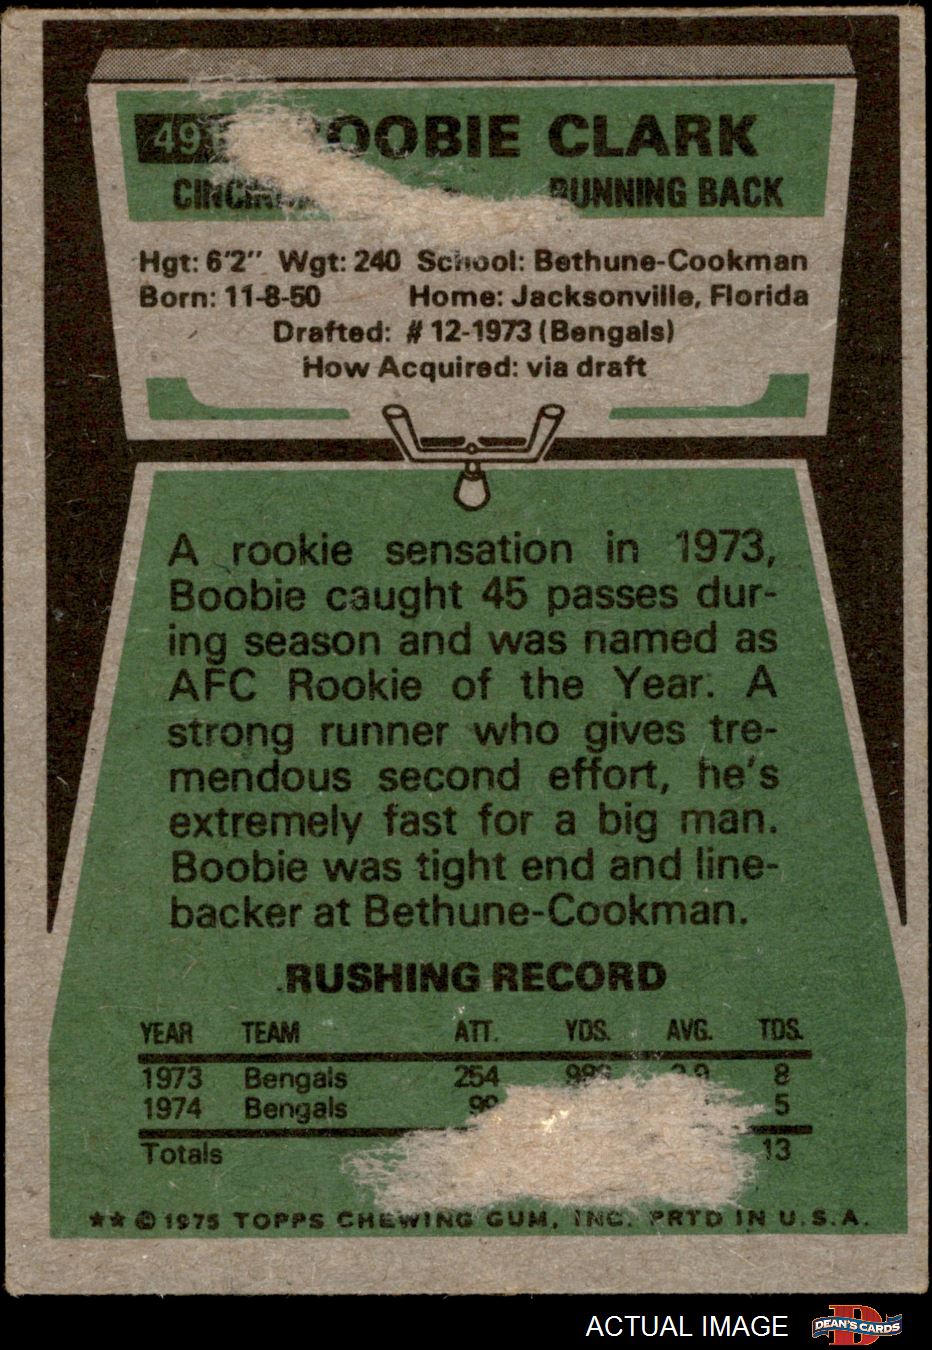 OOBIE CLARK
RUNNING BACK
Hgt: 6'2" Wgt: 240 School: Bethune-Cookman
Born: 11-8-50 Home: Jacksonville, Florida
Drafted: # 12-1973 (Bengals)
How Acquired: via draft
A rookie sensation in 1973,
Boobie caught 45 passes dur-
ing season and was named as
AFC Rookie of the Year. A
strong runner who gives tre-
mendous second effort, he's
extremely fast for a big man.
Boobie was tight end and line-
backer at Bethune-Cookman.
RUSHING RECORD
YEAR TEAM ATT. YDS. AVG. TDS.
1973 Bengals 254 8
1974 Bengals 5
Totals 13
★★ © 1975 TOPPS CHEWING GUM, INC. PRTD IN U.S.A.
ACTUAL IMAGE DEAN'S CARDS